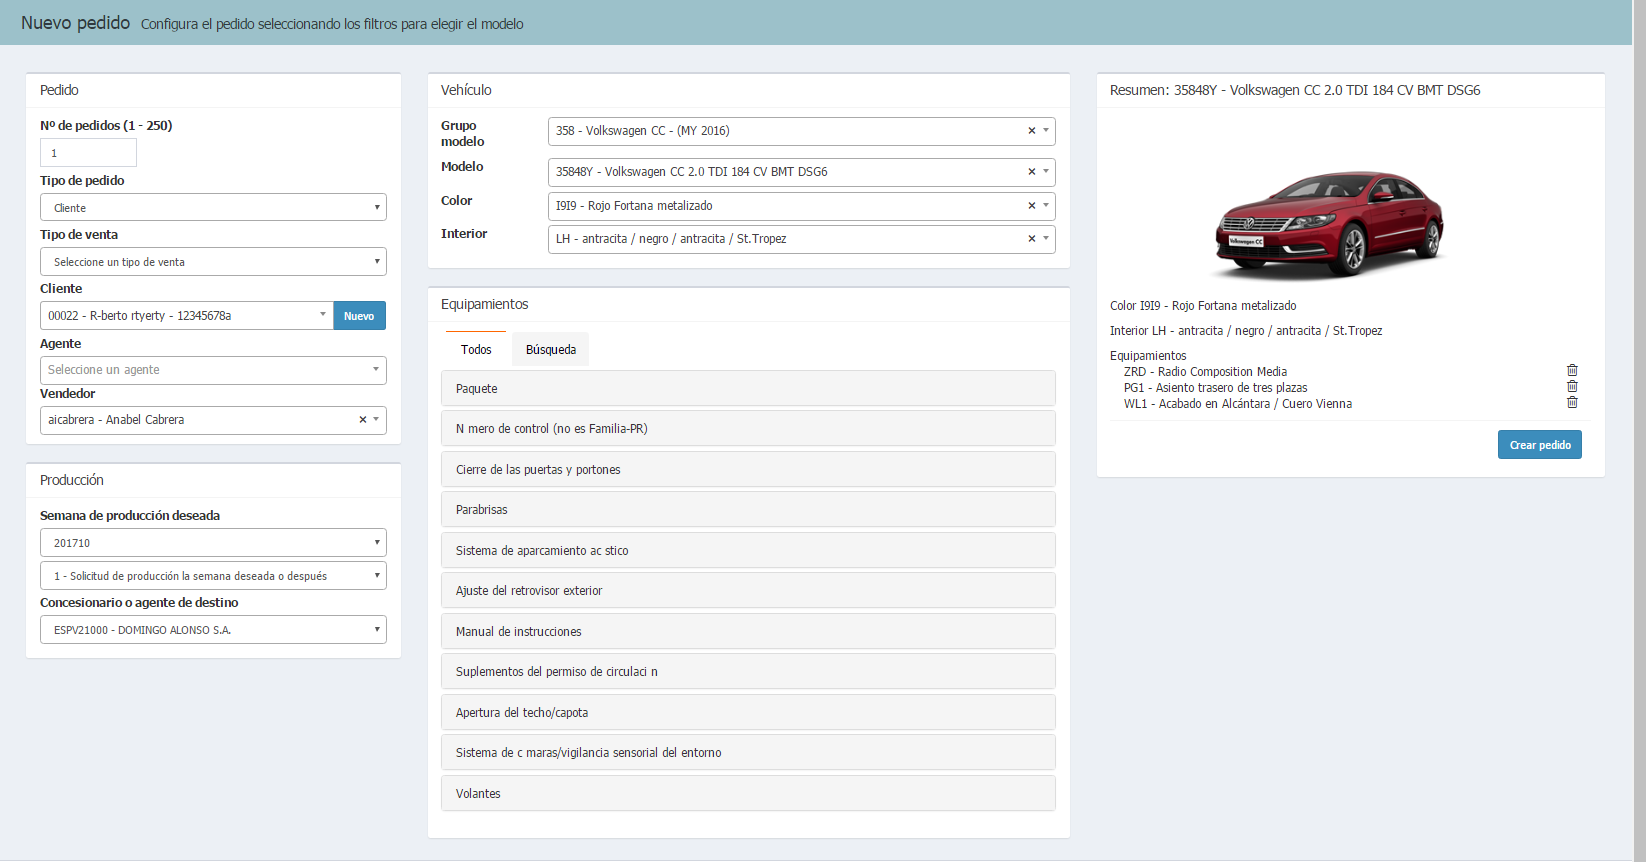 Nuevo pedido Configura el pedido seleccionando los filtros para elegir el modelo
Pedido
Nº de pedidos (1 - 250)
1
Tipo de pedido
Cliente
Tipo de venta
Seleccione un tipo de venta
Cliente
00022 - R-berto rtyerty - 12345678a
Nuevo
Agente
Seleccione un agente
Vendedor
aicabrera - Anabel Cabrera
Producción
Semana de producción deseada
201710
1 - Solicitud de producción la semana deseada o después
Concesionario o agente de destino
ESPV21000 - DOMINGO ALONSO S.A.
Vehículo
Grupo
modelo
358 - Volkswagen CC - (MY 2016)
Modelo
35848Y - Volkswagen CC 2.0 TDI 184 CV BMT DSG6
Color
I9I9 - Rojo Fortana metalizado
Interior
LH - antracita / negro / antracita / St.Tropez
Equipamientos
Todos
Búsqueda
Paquete
N mero de control (no es Familia-PR)
Cierre de las puertas y portones
Parabrisas
Sistema de aparcamiento ac stico
Ajuste del retrovisor exterior
Manual de instrucciones
Suplementos del permiso de circulaci n
Apertura del techo/capota
Sistema de c maras/vigilancia sensorial del entorno
Volantes
Resumen: 35848Y - Volkswagen CC 2.0 TDI 184 CV BMT DSG6
Volkswagen CC
Color I9I9 - Rojo Fortana metalizado
Interior LH - antracita / negro / antracita / St.Tropez
Equipamientos
ZRD - Radio Composition Media
PG1 - Asiento trasero de tres plazas
WL1 - Acabado en Alcántara / Cuero Vienna
Crear pedido